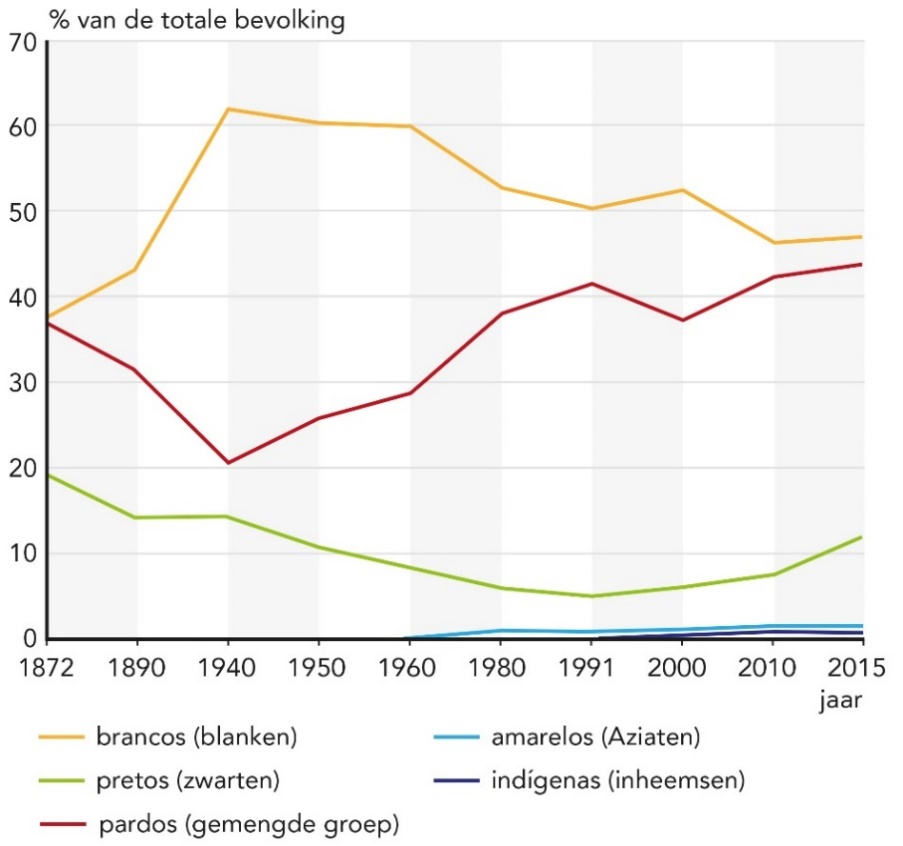 % van de totale bevolking
70
60
50
40
30
20
10
0
1872 1890 1940 1950 1960 1980 1991 2000 2010 2015
jaar
brancos (blanken)
amarelos (Aziaten)
pretos (zwarten)
indígenas (inheemsen)
pardos (gemengde groep)